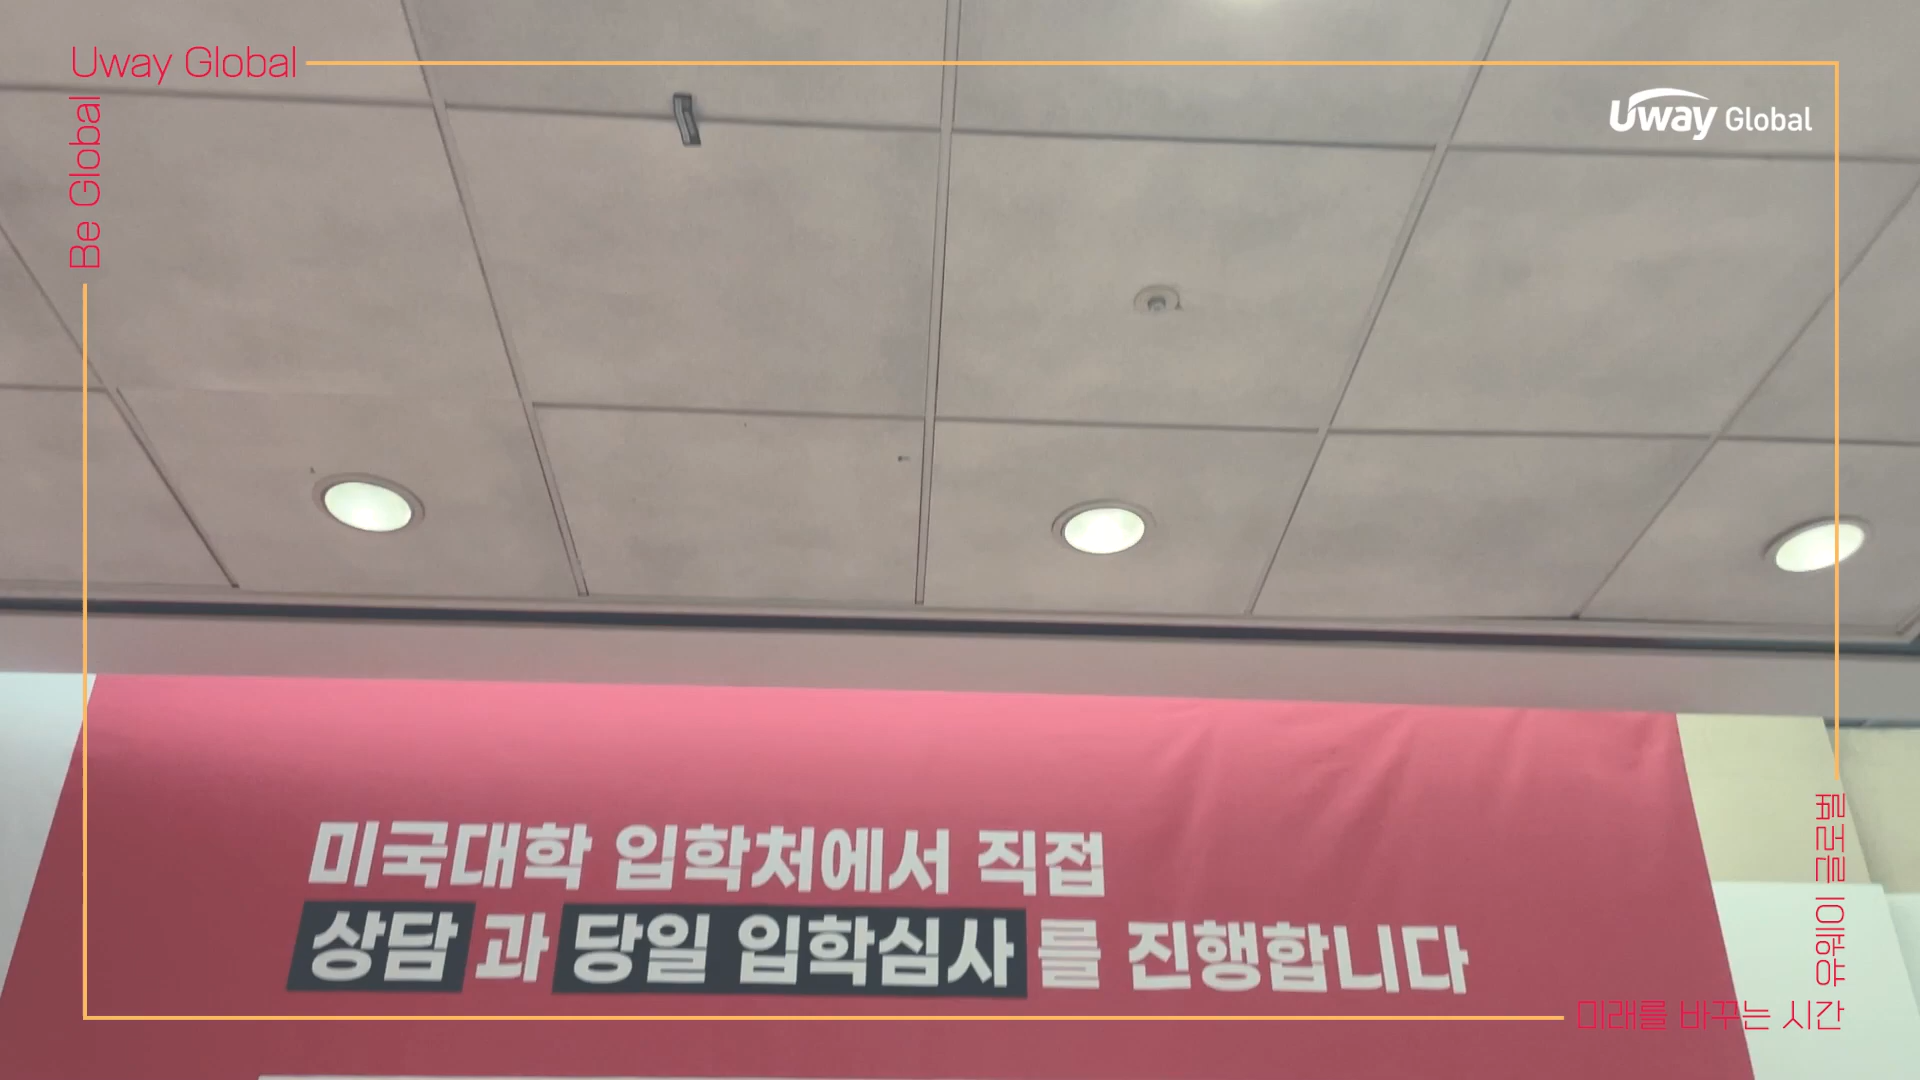 Uway Global
Be Global
Uway Global
미국대학 입학처에서 직접
상담과 당일 입학심사를 진행합니다
유웨이글로벌
미래를 바꾸는 시간